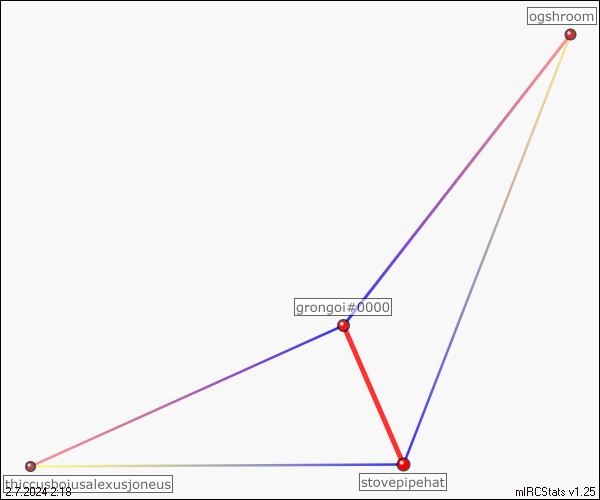 ogshroom
grongoi#0000
thiccusboiusalexusjoneus
stovepipehat
2.7.2024 2:18
mIRCStats v1.25